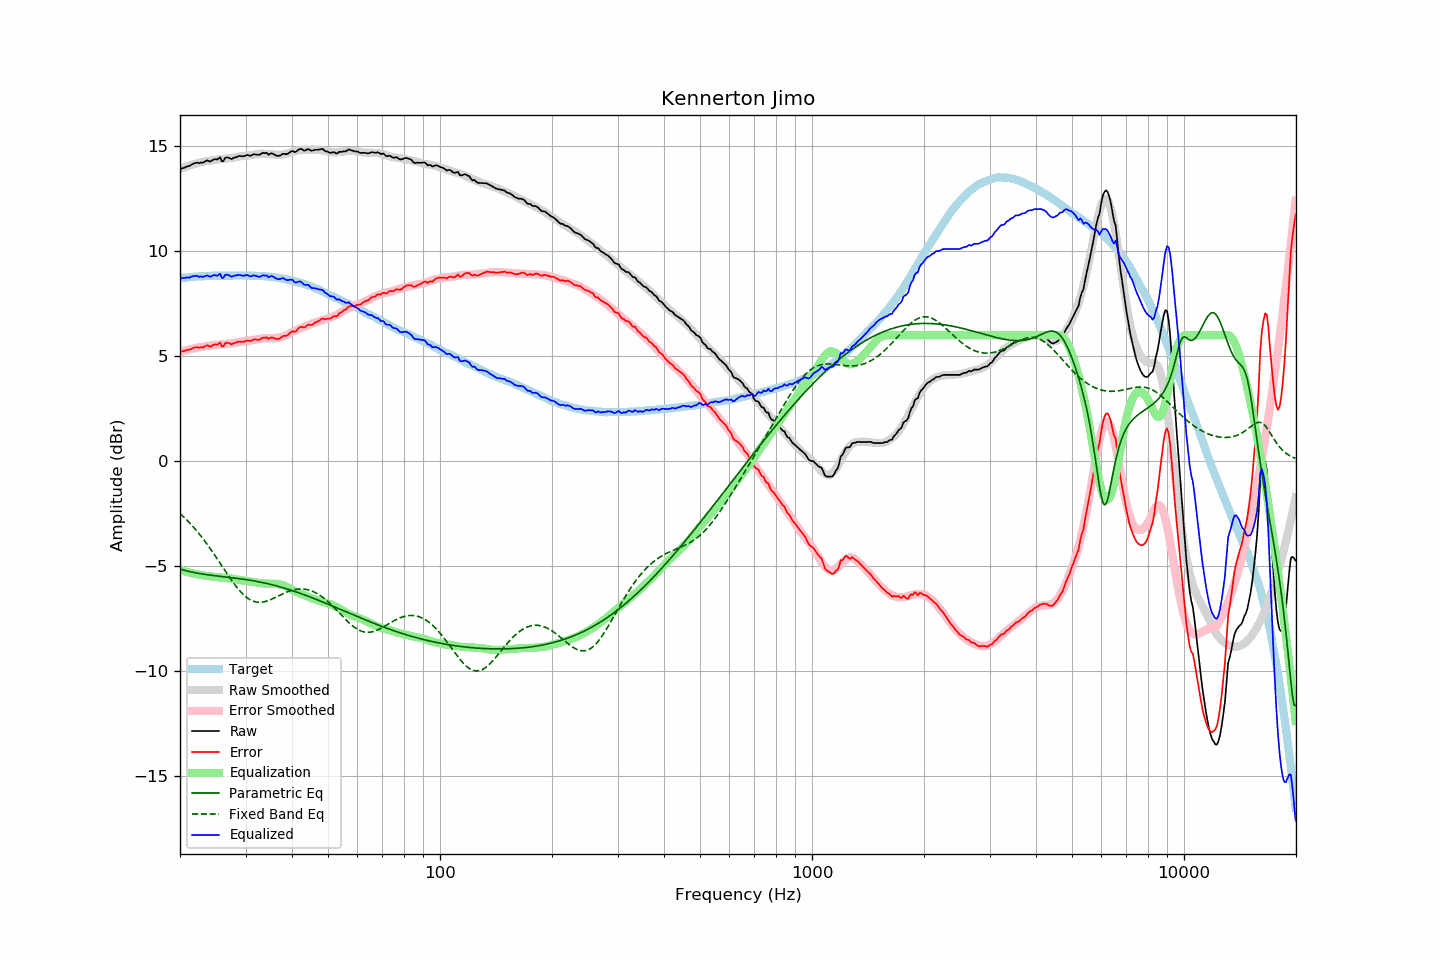 Kennerton Jimo
15
10
5
0
−5
−10
−15
Amplitude (dBr)
Target
Raw Smoothed
Error Smoothed
Raw
Error
Equalization
Parametric Eq
Fixed Band Eq
Equalized
100
1000
10000
Frequency (Hz)